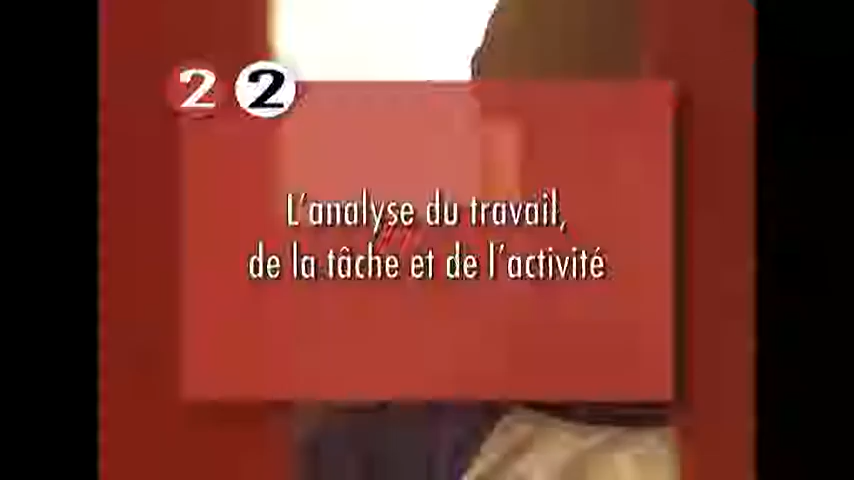 2 2
L'analyse du travail,
de la tâche et de l'activité